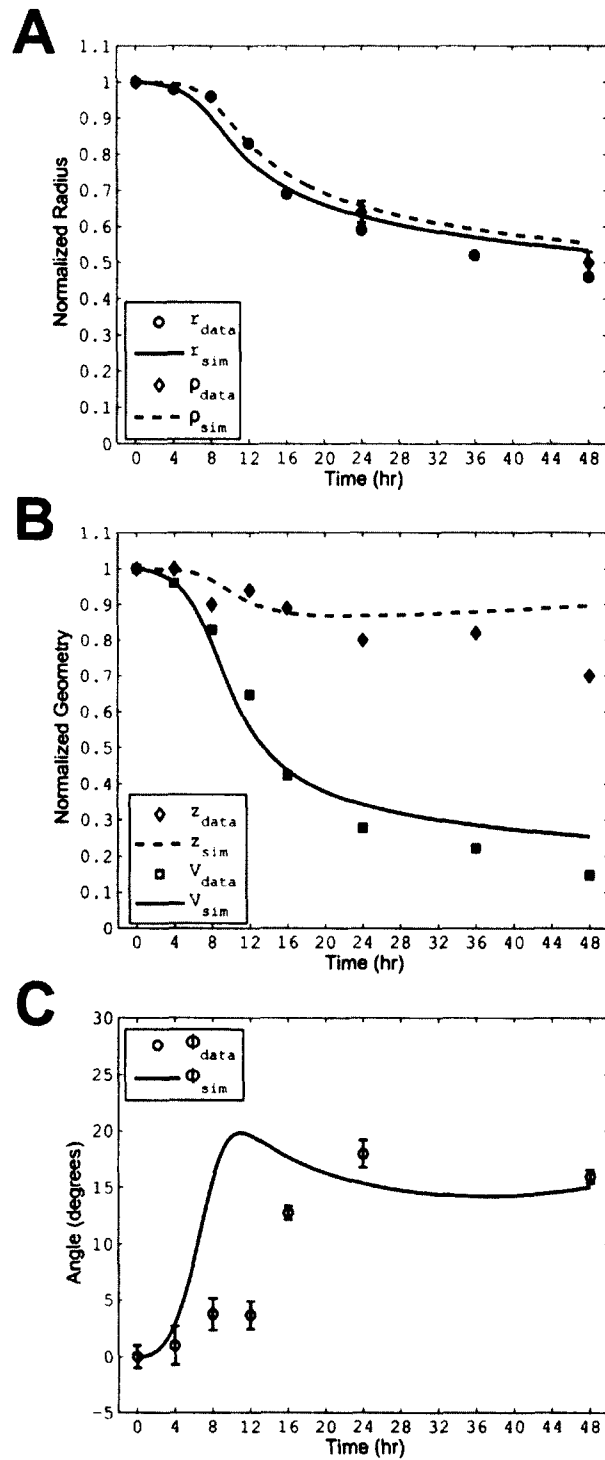 A
1.1
1
0.9
0.8
0.7
0.6
0.5
0.4
0.3
0.2
0.1
0
Normalized Radius
r data
r sim
ρ data
ρ sim
0 4 8 12 16 20 24 28 32 36 40 44 48
Time (hr)
B
1.1
1
0.9
0.8
0.7
0.6
0.5
0.4
0.3
0.2
0.1
0
Normalized Geometry
z data
z sim
V data
V sim
0 4 8 12 16 20 24 28 32 36 40 44 48
Time (hr)
C
30
25
20
15
10
5
0
-5
Angle (degrees)
Φ data
Φ sim
0 4 8 12 16 20 24 28 32 36 40 44 48
Time (hr)